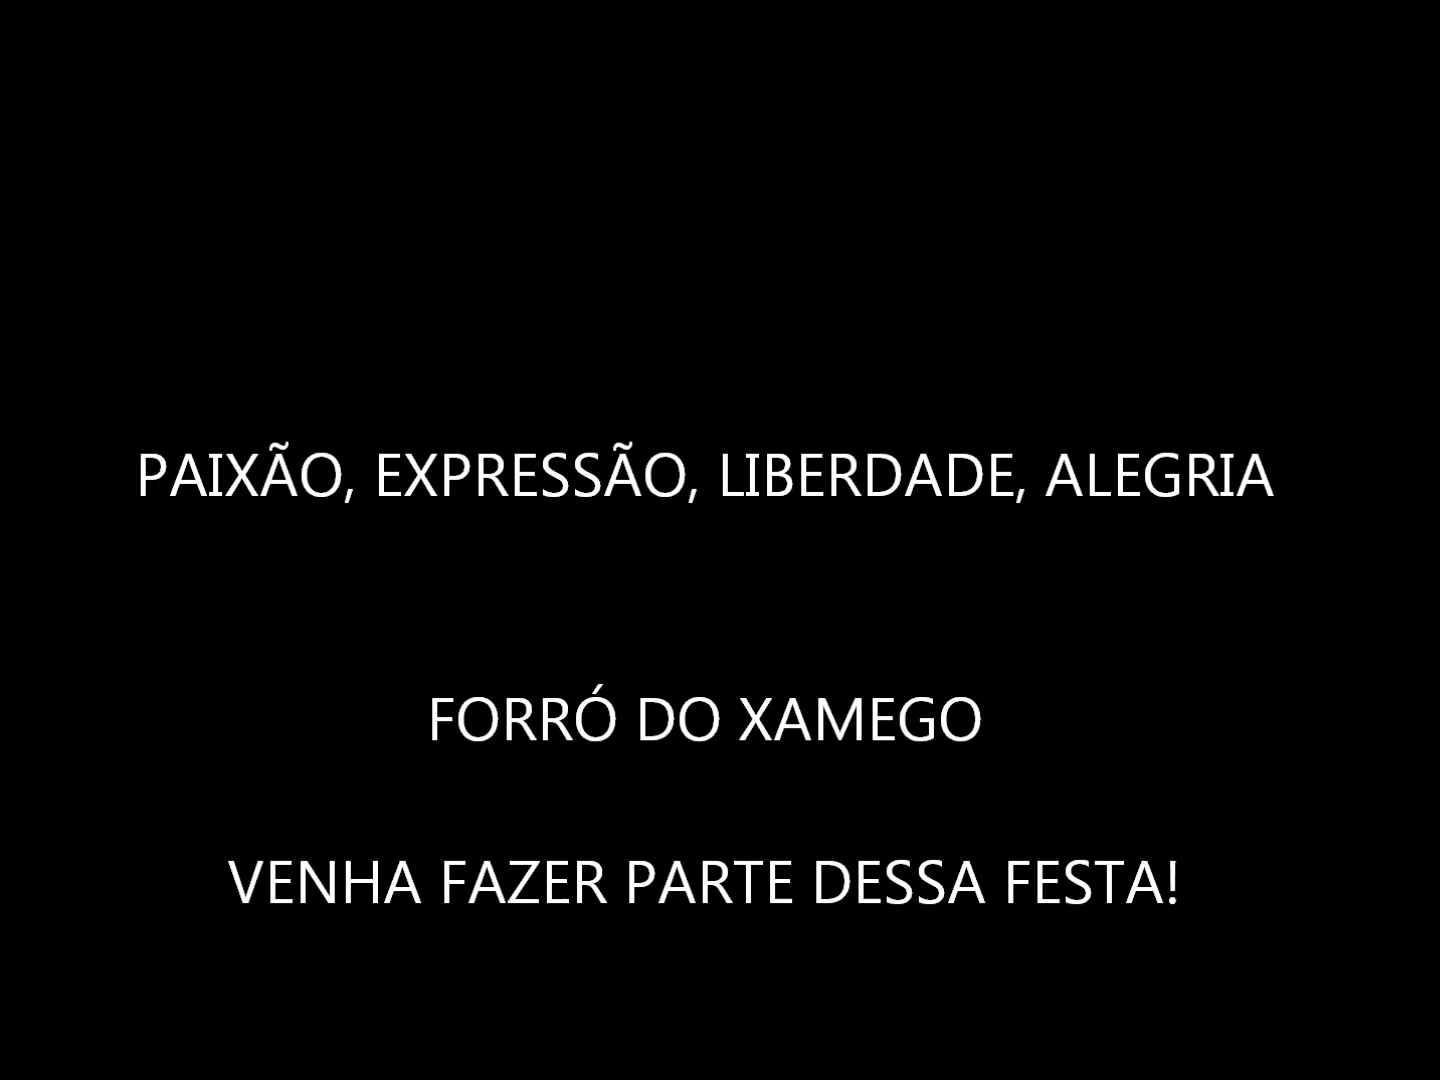 PAIXÃO, EXPRESSÃO, LIBERDADE, ALEGRIA
FORRÓ DO XAMEGO
VENHA FAZER PARTE DESSA FESTA!